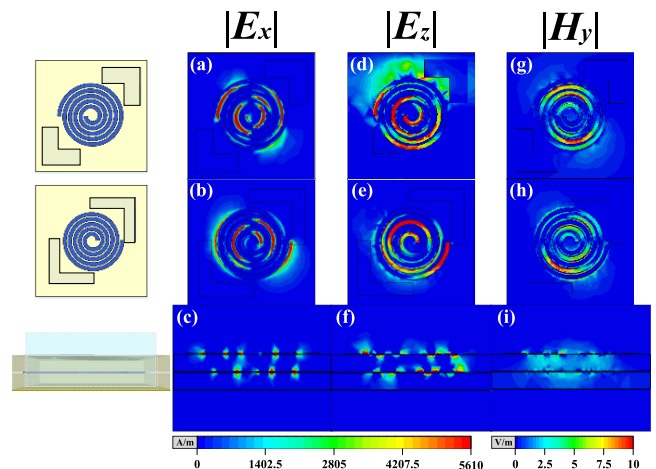 |Ex| |Ez| |Hy|
(a) (d) (g)
(b) (e) (h)
(c) (f) (i)
A/m V/m
0 1402.5 2805 4207.5 5610 0 2.5 5 7.5 10